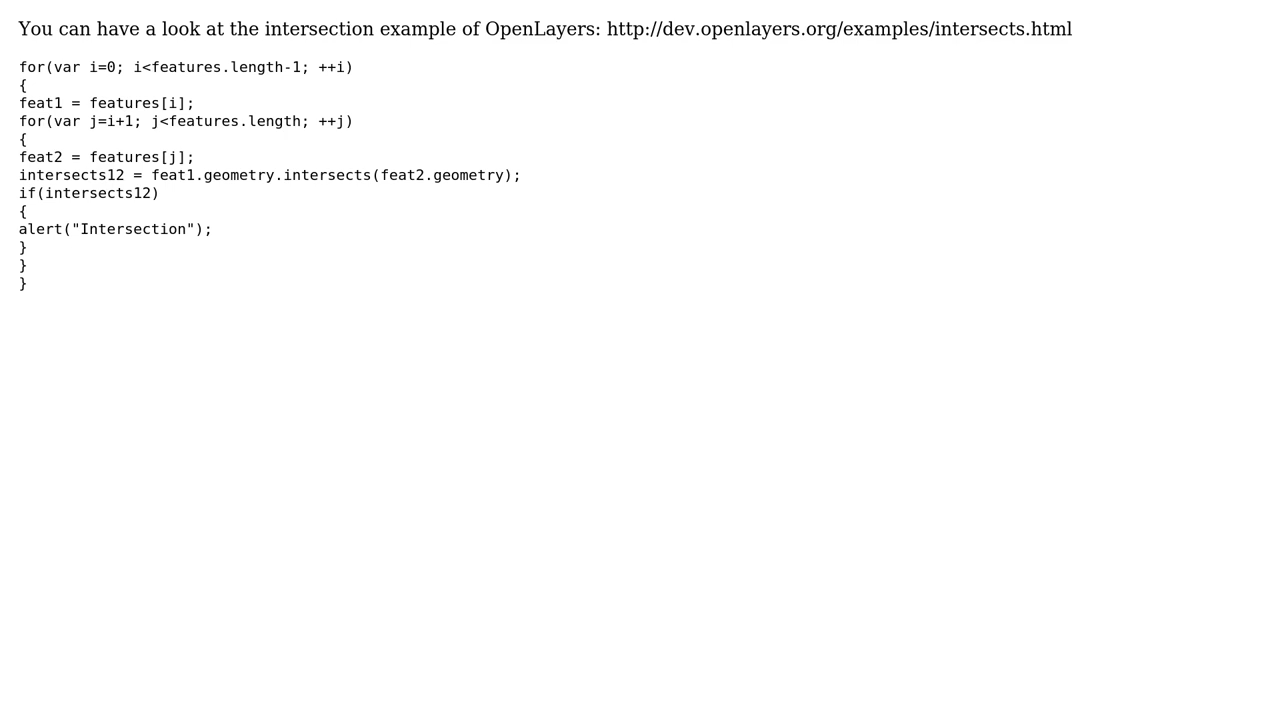 You can have a look at the intersection example of OpenLayers: http://dev.openlayers.org/examples/intersects.html
for(var i=0; i<features.length-1; ++i)
{
feat1 = features[i];
for(var j=i+1; j<features.length; ++j)
{
feat2 = features[j];
intersects12 = feat1.geometry.intersects(feat2.geometry);
if(intersects12)
{
alert("Intersection");
}
}
}